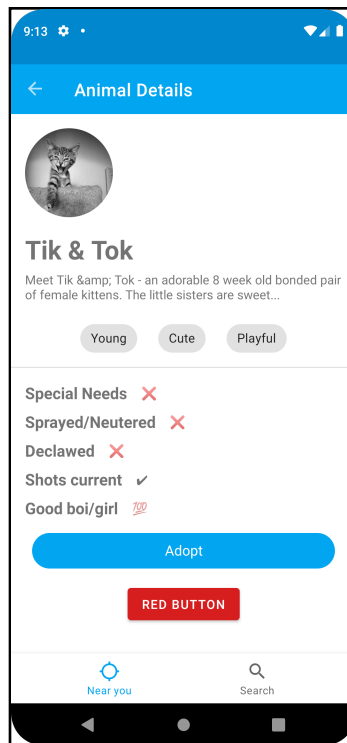 9:13
Animal Details
Tik & Tok
Meet Tik &amp; Tok - an adorable 8 week old bonded pair
of female kittens. The little sisters are sweet...
Young Cute Playful
Special Needs ❌
Sprayed/Neutered ❌
Declawed ❌
Shots current ✔
Good boi/girl 💯
Adopt
RED BUTTON
Near you Search